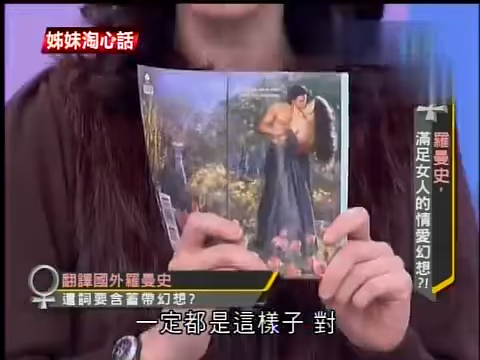 姊妹淘心話
羅曼史,
滿足女人的情愛幻想?!
翻譯國外羅曼史
遣詞要含蓄帶幻想?
一定都是這樣子 對